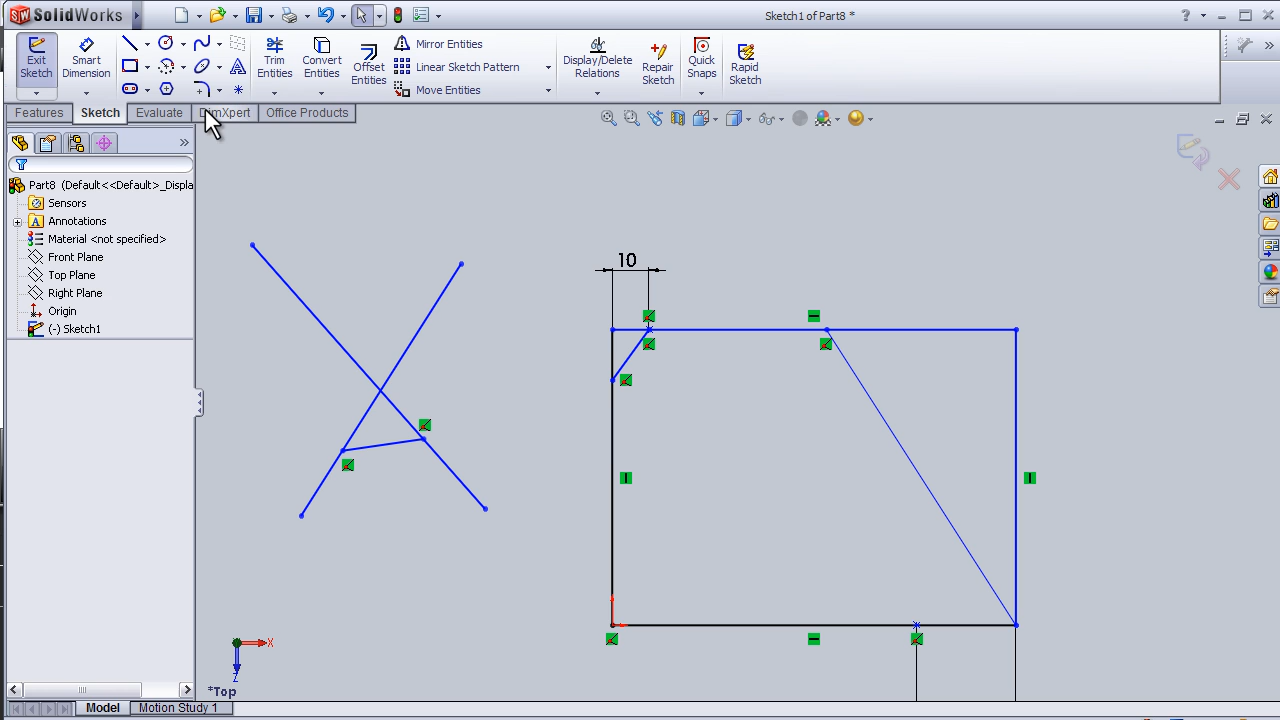 SW SolidWorks
Sketch1 of Part8 *
?
Exit Sketch
Smart Dimension
Trim Entities
Convert Entities
Offset Entities
Mirror Entities
Linear Sketch Pattern
Move Entities
Display/Delete Relations
Repair Sketch
Quick Snaps
Rapid Sketch
Features
Sketch
Evaluate
DimXpert
Office Products
Part8 (Default<<Default>_Displa
Sensors
A Annotations
Material <not specified>
Front Plane
Top Plane
Right Plane
Origin
(-) Sketch1
10
X
Z
*Top
Model
Motion Study 1